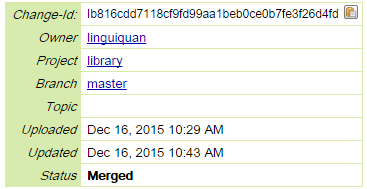 Change-Id: Ib816cdd7118cf9fd99aa1beb0ce0b7fe3f26d4fd
Owner linguiquan
Project library
Branch master
Topic
Uploaded Dec 16, 2015 10:29 AM
Updated Dec 16, 2015 10:43 AM
Status Merged